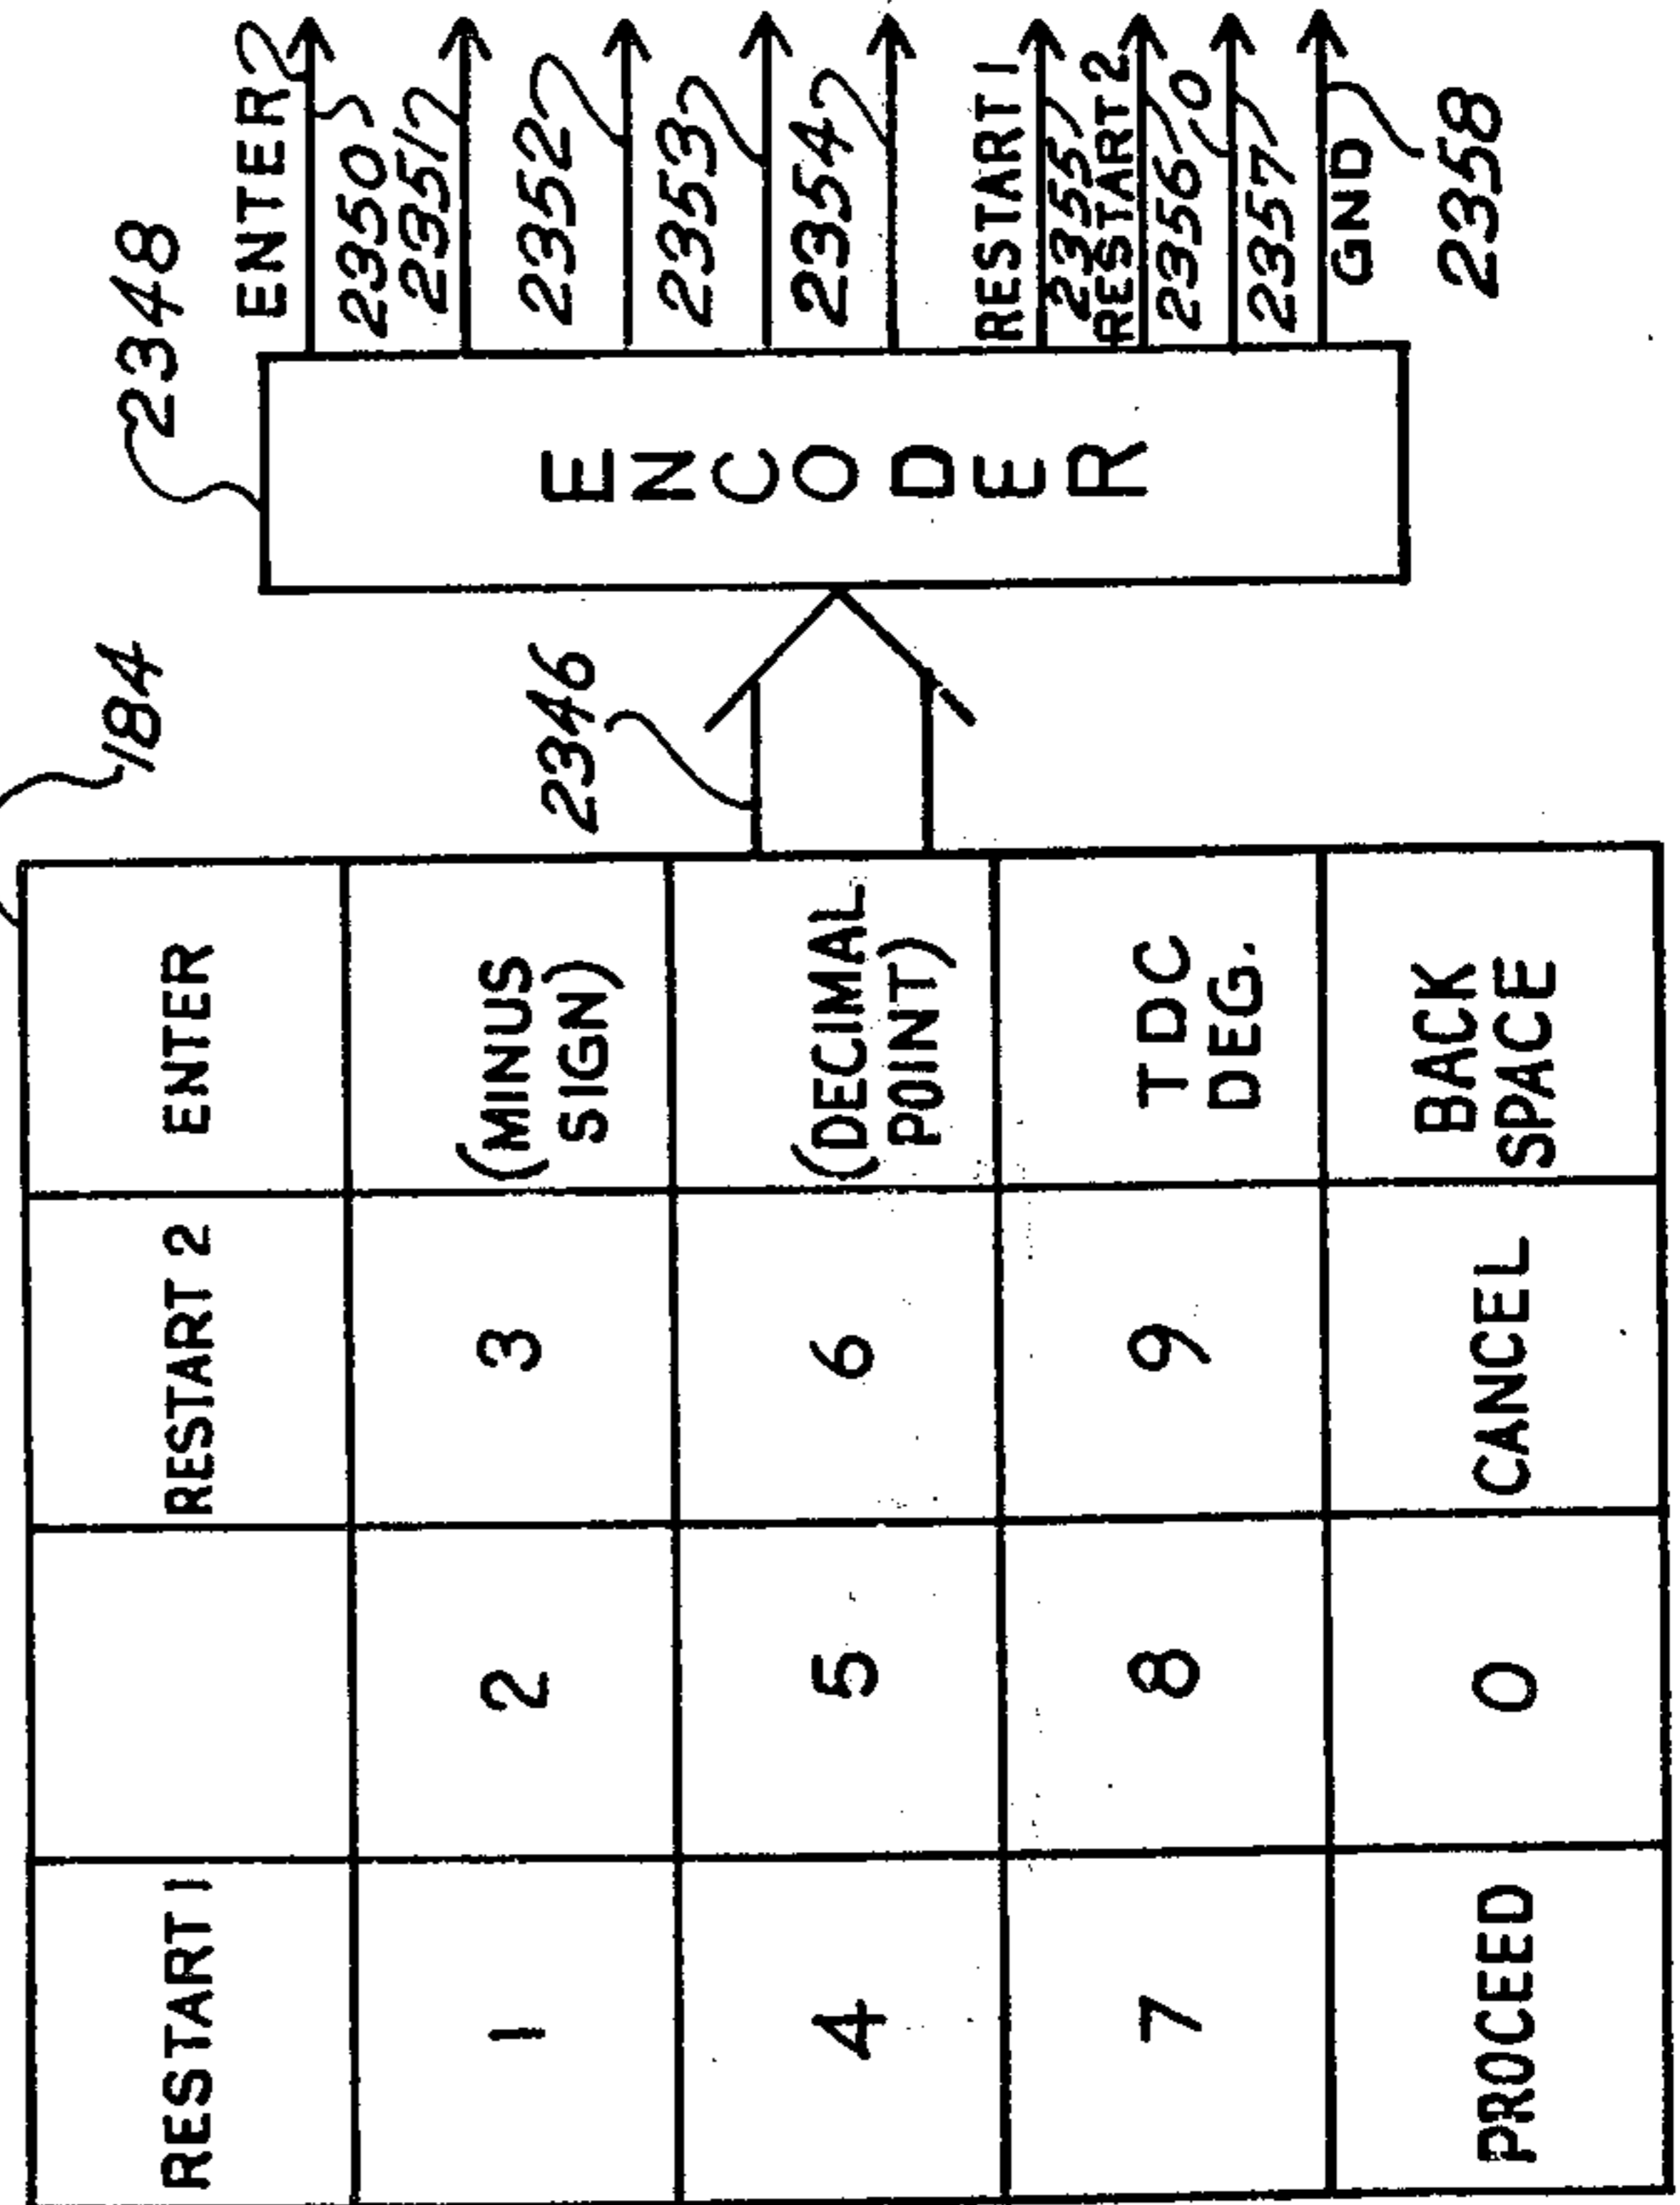 184
RESTART 1
RESTART 2
ENTER
1
2
3
(MINUS
SIGN)
4
5
6
(DECIMAL
POINT)
7
8
9
TDC
DEG.
PROCEED
0
CANCEL
BACK
SPACE
2346
2348
ENCODER
ENTER
2350
2351
2352
2353
2354
RESTART 1
2355
RESTART 2
2356
0
2357
GND
2358